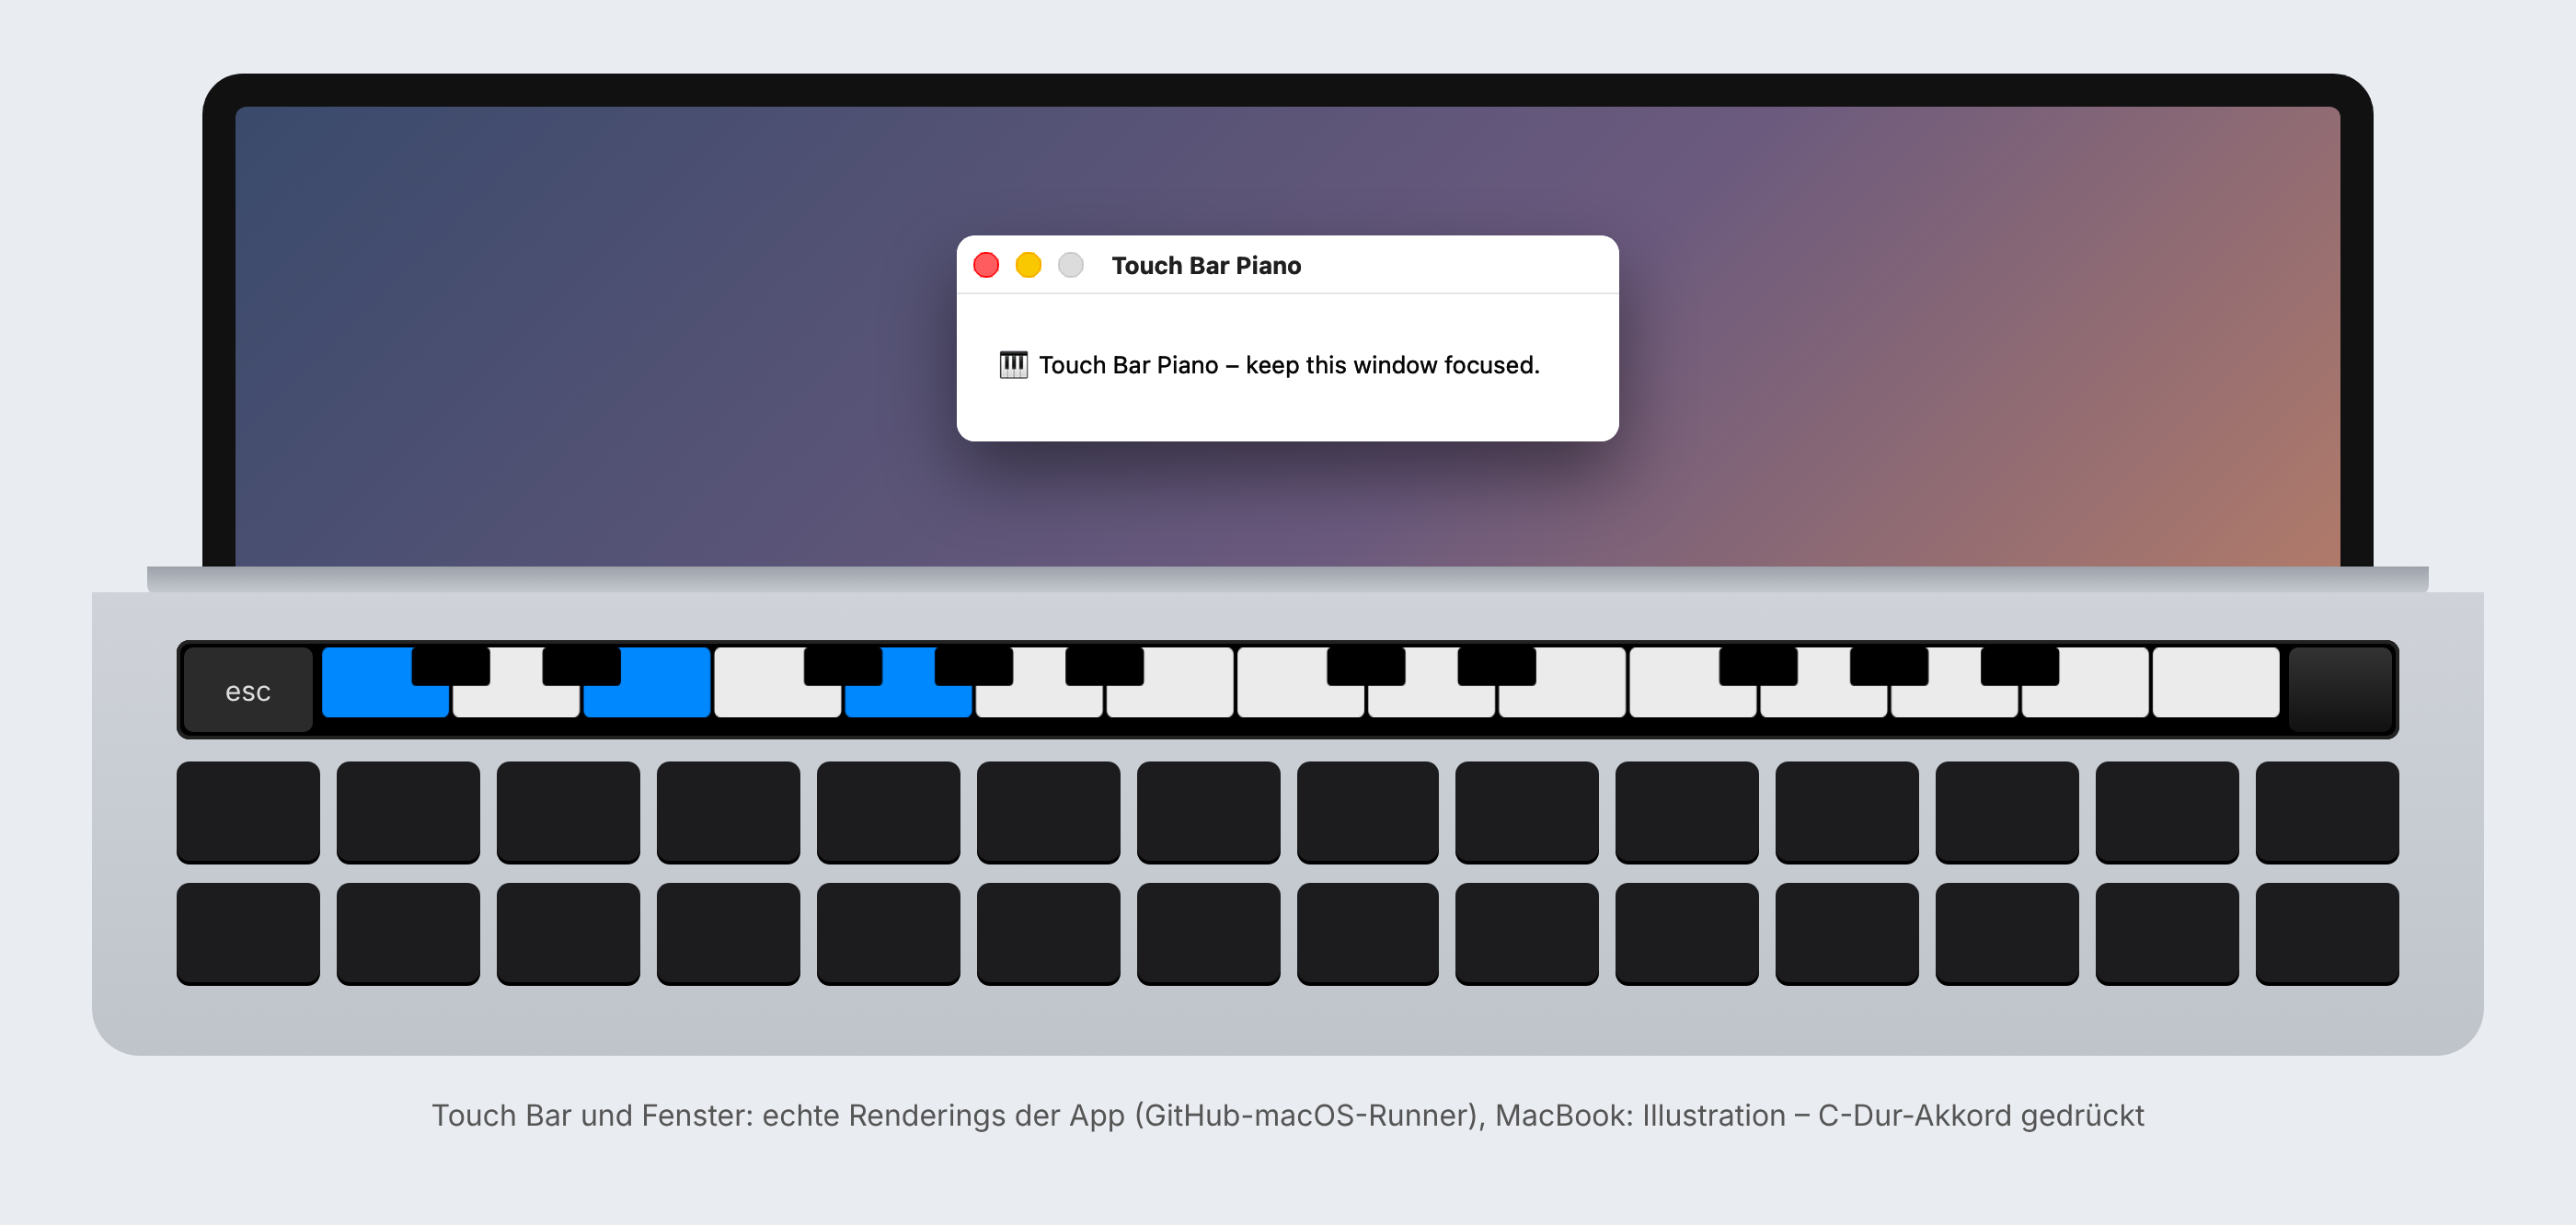 Touch Bar Piano
🎹 Touch Bar Piano – keep this window focused.
esc
Touch Bar und Fenster: echte Renderings der App (GitHub-macOS-Runner), MacBook: Illustration – C-Dur-Akkord gedrückt